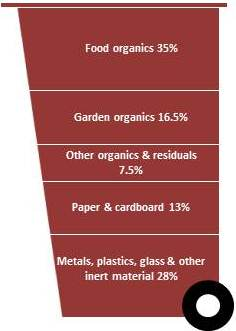 Food organics 35%
Garden organics 16.5%
Other organics & residuals
7.5%
Paper & cardboard 13%
Metals, plastics, glass & other
inert material 28%